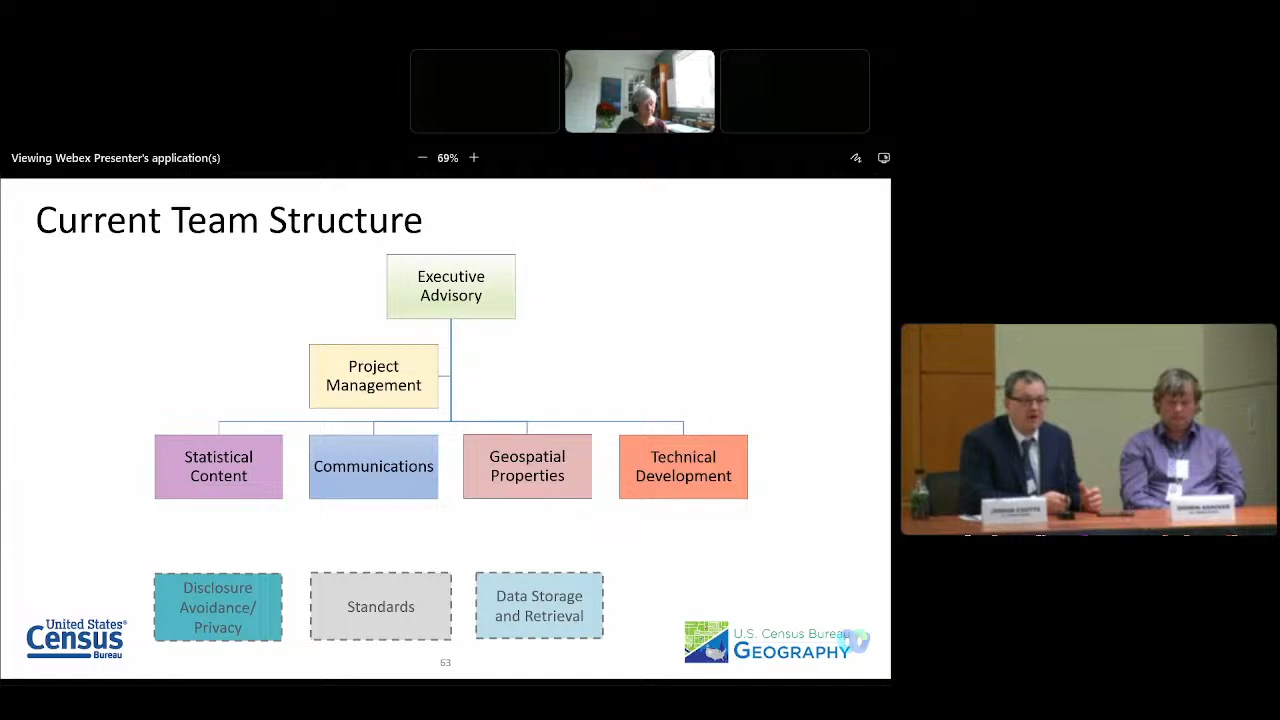 Viewing Webex Presenter's application(s)
69%
Current Team Structure
Executive
Advisory
Project
Management
Statistical
Content
Communications
Geospatial
Properties
Technical
Development
Disclosure
Avoidance/
Privacy
Standards
Data Storage
and Retrieval
United States®
Census
Bureau
U.S. Census Bureau
GEOGRAPHY
63